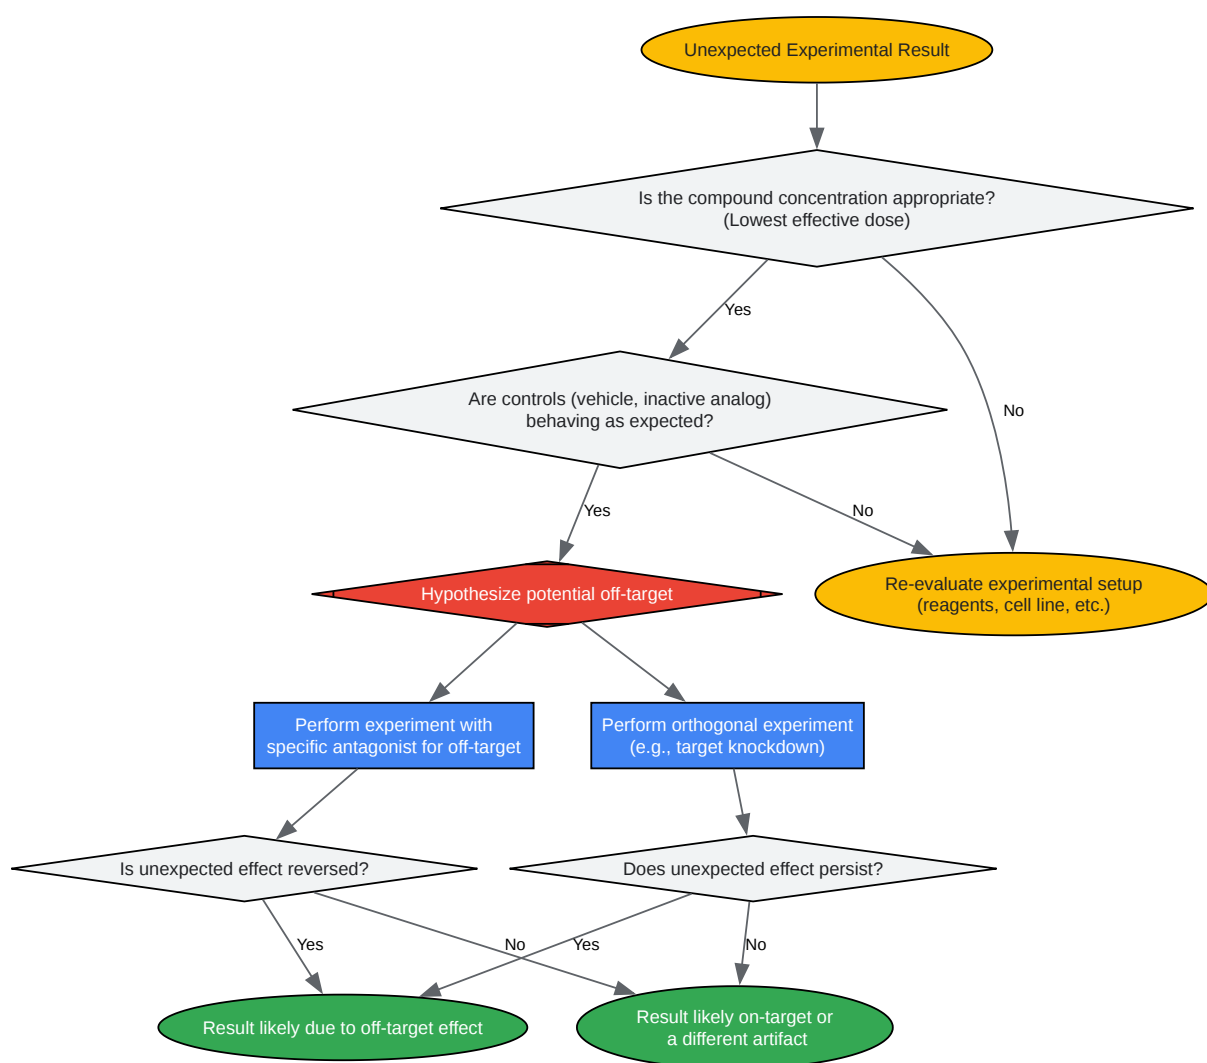 Unexpected Experimental Result
Is the compound concentration appropriate?
(Lowest effective dose)
Yes
No
Are controls (vehicle, inactive analog)
behaving as expected?
Yes
No
Hypothesize potential off-target
Re-evaluate experimental setup
(reagents, cell line, etc.)
Perform experiment with
specific antagonist for off-target
Perform orthogonal experiment
(e.g., target knockdown)
Is unexpected effect reversed?
Does unexpected effect persist?
Yes
No
Yes
No
Result likely due to off-target effect
Result likely on-target or
a different artifact